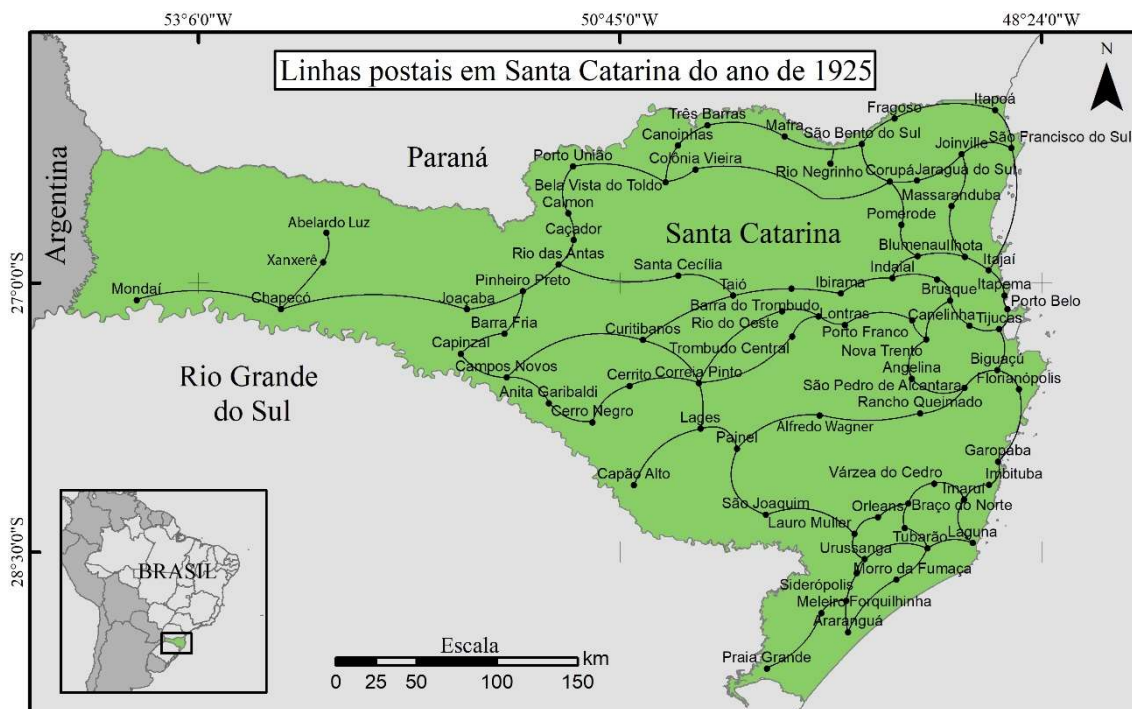 53°6'0"W
50°45'0"W
48°24'0"W
Linhas postais em Santa Catarina do ano de 1925
N
Argentina
Paraná
Santa Catarina
Rio Grande
do Sul
27°0'0"S
28°30'0"S
Itapoá
Fragoso
Três Barras
Mafra
São Bento do Sul
Canoinhas
Joinville
São Francisco do Sul
Porto União
Colônia Vieira
Rio Negrinho
Corupá
Jaraguá do Sul
Bela Vista do Toldo
Massaranduba
Calmon
Pomerode
Abelardo Luz
Caçador
Blumenau
Ilhota
Rio das Antas
Xanxerê
Santa Cecília
Indaial
Itajaí
Pinheiro Preto
Taió
Ibirama
Brusque
Itapema
Mondaí
Chapecó
Joaçaba
Barra do Trombudo
Porto Belo
Barra Fria
Curitibanos
Rio do Oeste
Lontras
Canelinha
Tijucas
Porto Franco
Capinzal
Trombudo Central
Nova Trento
Biguaçú
Campos Novos
Cerrito
Correia Pinto
Angelina
Florianópolis
Anita Garibaldi
São Pedro de Alcantara
Cerro Negro
Rancho Queimado
Lages
Painel
Alfredo Wagner
Garopaba
Capão Alto
Várzea do Cedro
Imbituba
Imaruí
São Joaquim
Orleans
Braço do Norte
Lauro Muller
Tubarão
Laguna
Urussanga
Morro da Fumaça
Siderópolis
Meleiro
Forquilhinha
Araranguá
Praia Grande
BRASIL
Escala
km
0 25 50 100 150